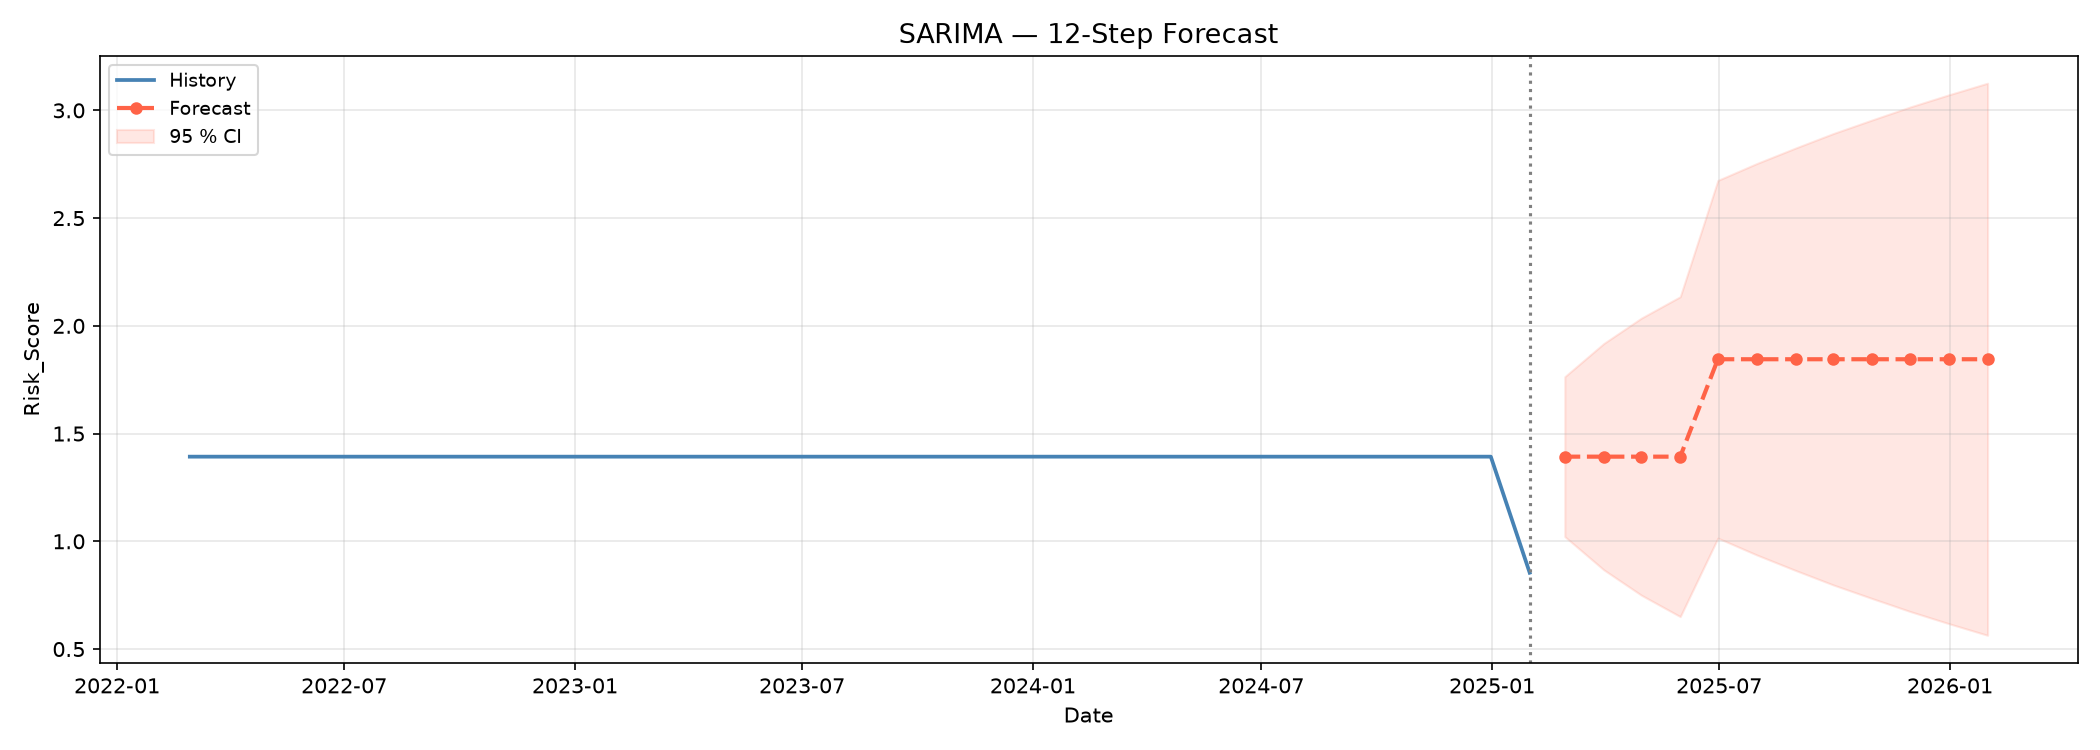 SARIMA — 12-Step Forecast
History
Forecast
95 % CI
3.0
2.5
2.0
1.5
1.0
0.5
Risk_Score
2022-01
2022-07
2023-01
2023-07
2024-01
2024-07
2025-01
2025-07
2026-01
Date